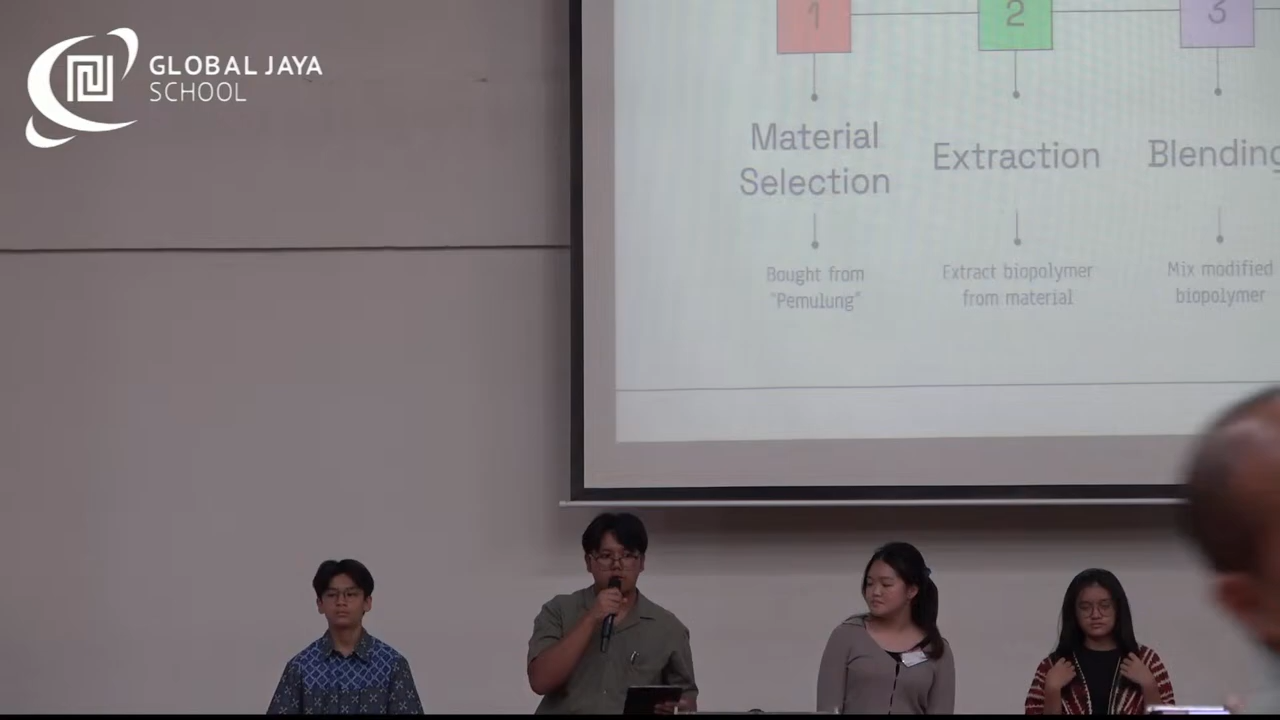 GLOBAL JAYA
SCHOOL
1
2
3
Material
Selection
Extraction
Blending
Bought from
"Pemulung"
Extract biopolymer
from material
Mix modified
biopolymer